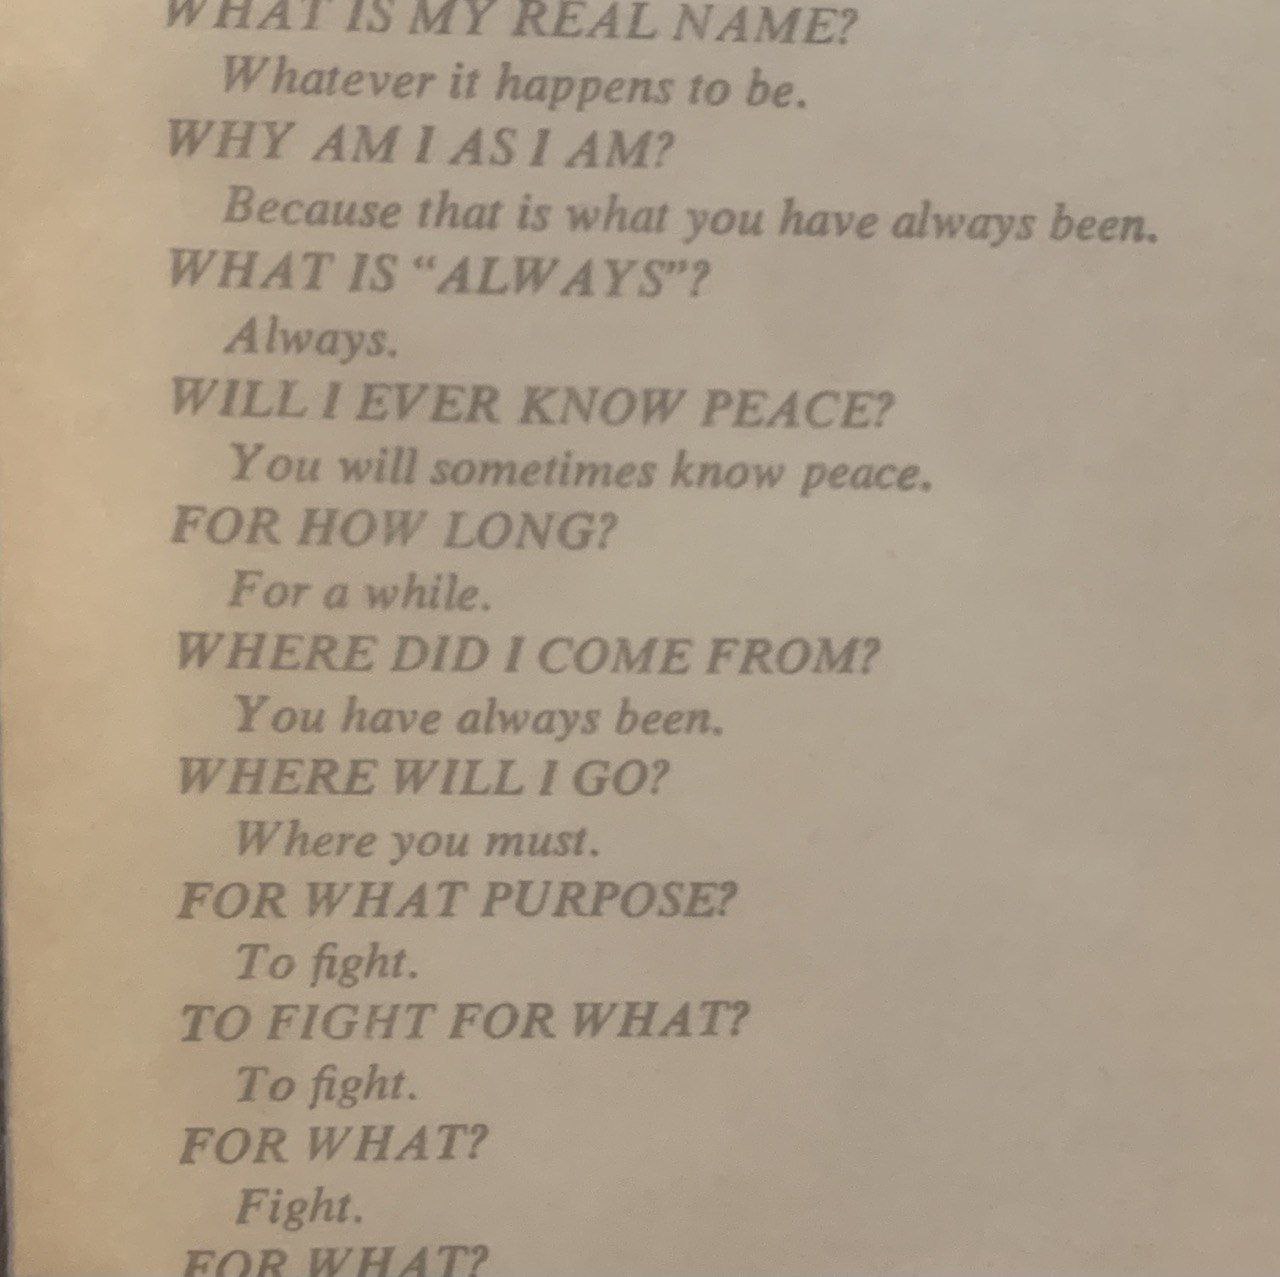 WHAT IS MY REAL NAME?
Whatever it happens to be.
WHY AM I AS I AM?
Because that is what you have always been.
WHAT IS “ALWAYS”?
Always.
WILL I EVER KNOW PEACE?
You will sometimes know peace.
FOR HOW LONG?
For a while.
WHERE DID I COME FROM?
You have always been.
WHERE WILL I GO?
Where you must.
FOR WHAT PURPOSE?
To fight.
TO FIGHT FOR WHAT?
To fight.
FOR WHAT?
Fight.
FOR WHAT?